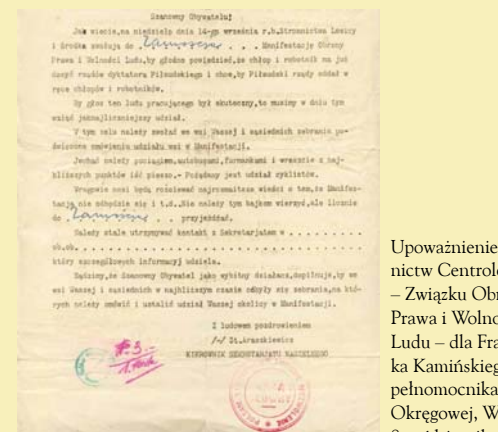 Szanowny Obywatelu!
Jak wiecie, na niedzielę dnia 14-go września r.b. Stronnictwa Lewicy
i Środka zwołują do Zamościa . . . Manifestację Obrony
Prawa i Wolności Ludu, by głośno powiedzieć, że chłop i robotnik ma już
dosyć rządów dyktatora Piłsudskiego i chce, by Piłsudski rządy oddał w
ręce chłopów i robotników.
By głos ten ludu pracującego był skuteczny, to musimy w dniu tym
wziąć jaknajliczniejszy udział.
W tym celu należy zwołać we wsi Waszej i sąsiednich zebrania po-
święcone omówieniu udziału wsi w Manifestacji.
Jechać należy pociągiem, autobusami, furmankami i wreszcie z naj-
bliższych punktów iść pieszo.- Pożądany jest udział cyklistów.
Wrogowie nasi będą rozsiewać najrozmaitsze wieści o tem, że Manifes-
tacja nie odbędzie się i t.d. Nie należy tym bajkom wierzyć, ale licznie
do Zamościa . . przyjeżdżać.
Należy stale utrzymywać kontakt z Sekretarjatem w . . . . . . . .
ob.ob. . . . . . . . . . . . . . . . . . . . . . . . . . . . . .
który szczegółowych informacyj udziela.
Sądzimy, że Szanowny Obywatel jako wybitny działacz, dopilnuje, by we
wsi Waszej i sąsiednich w najbliższym czasie odbyły się zebrania, na któ-
rych należy omówić i ustalić udział Waszej okolicy w Manifestacji.
Z ludowem pozdrowieniem
/-/ St. Araszkiewicz
KIEROWNIK SEKRETARJATU NACZELNEGO
Upoważnienie
nictw Centrole
– Związku Obr
Prawa i Wolno
Ludu – dla Fra
ka Kamińskieg
pełnomocnika
Okręgowej, W